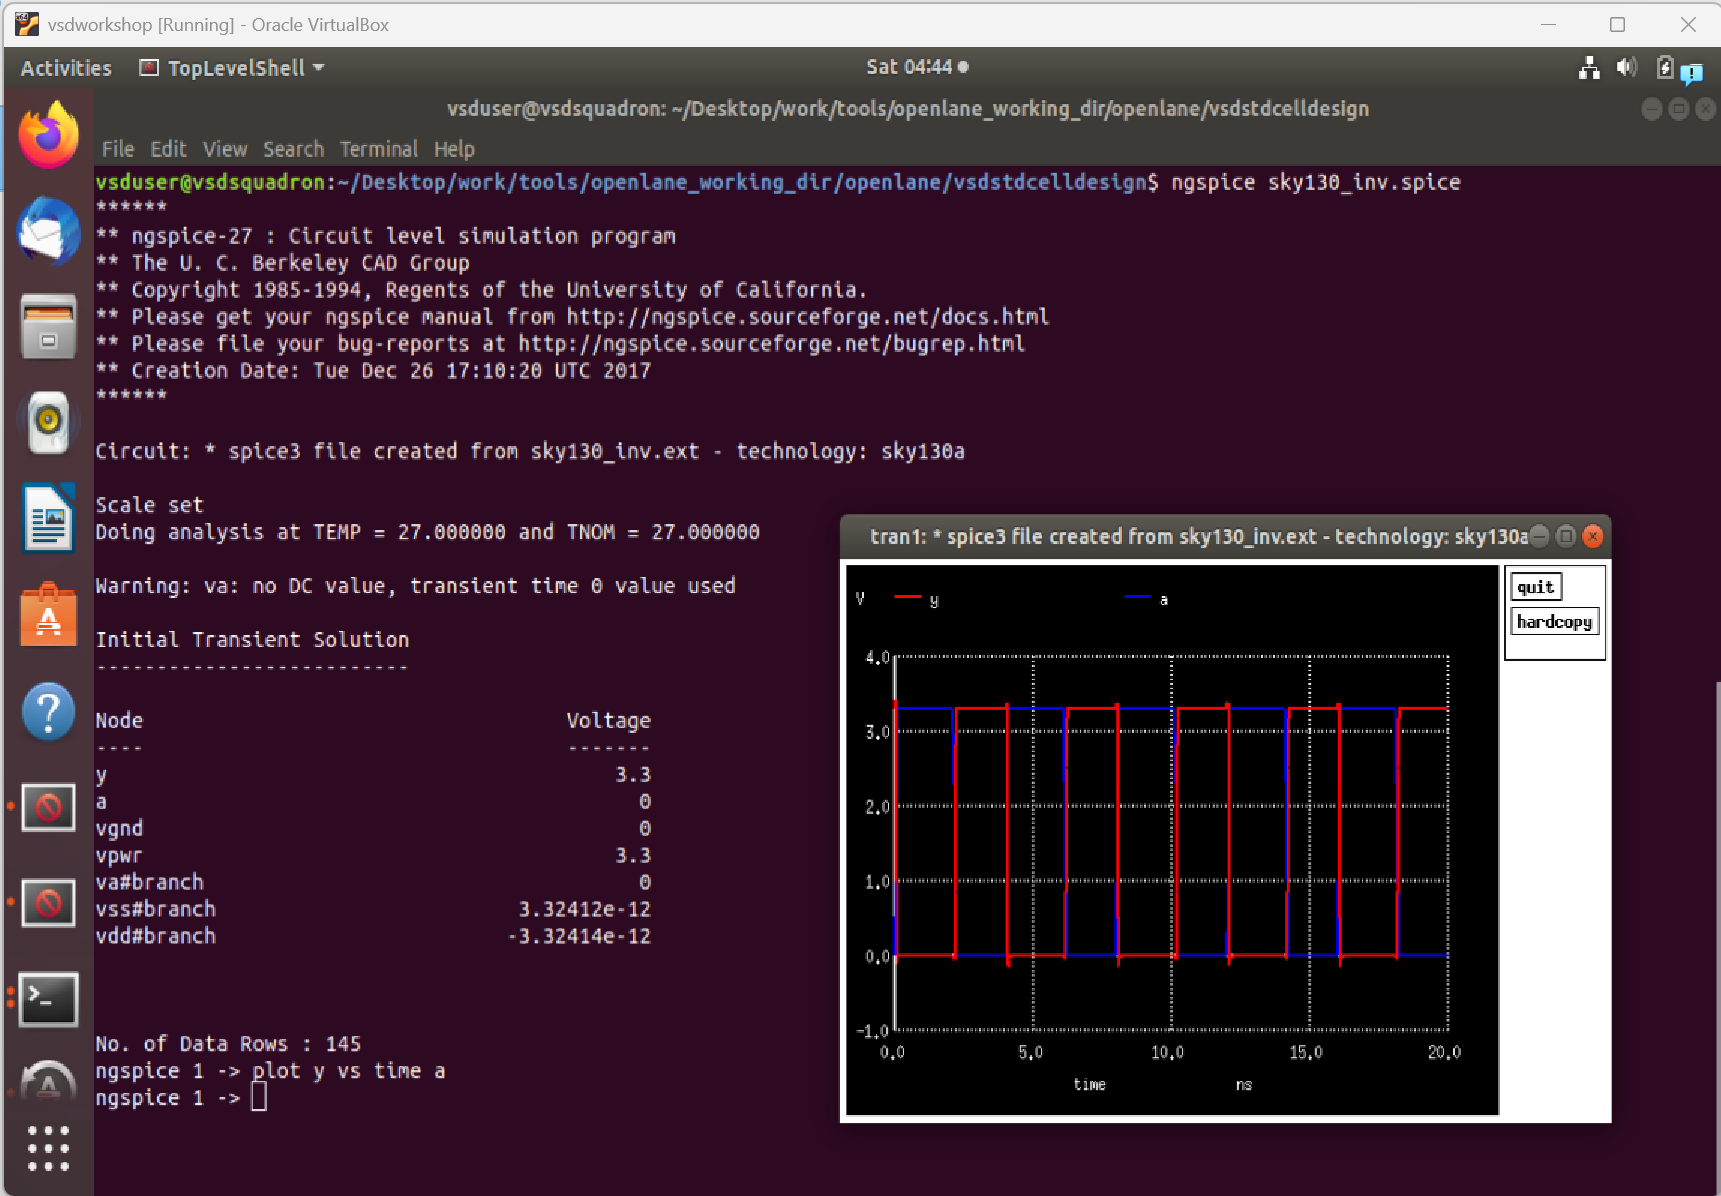 vsdworkshop [Running] - Oracle VirtualBox
Activities TopLevelShell Sat 04:44
vsduser@vsdsquadron: ~/Desktop/work/tools/openlane_working_dir/openlane/vsdstdcelldesign
File Edit View Search Terminal Help
vsduser@vsdsquadron:~/Desktop/work/tools/openlane_working_dir/openlane/vsdstdcelldesign$ ngspice sky130_inv.spice
******
** ngspice-27 : Circuit level simulation program
** The U. C. Berkeley CAD Group
** Copyright 1985-1994, Regents of the University of California.
** Please get your ngspice manual from http://ngspice.sourceforge.net/docs.html
** Please file your bug-reports at http://ngspice.sourceforge.net/bugrep.html
** Creation Date: Tue Dec 26 17:10:20 UTC 2017
******
Circuit: * spice3 file created from sky130_inv.ext - technology: sky130a
Scale set
Doing analysis at TEMP = 27.000000 and TNOM = 27.000000
Warning: va: no DC value, transient time 0 value used
Initial Transient Solution
--------------------------
Node Voltage
---- -------
y 3.3
a 0
vgnd 0
vpwr 3.3
va#branch 0
vss#branch 3.32412e-12
vdd#branch -3.32414e-12
No. of Data Rows : 145
ngspice 1 -> plot y vs time a
ngspice 1 ->
tran1: * spice3 file created from sky130_inv.ext - technology: sky130a
quit
hardcopy
V y a
4.0
3.0
2.0
1.0
0.0
-1.0
0.0 5.0 10.0 15.0 20.0
time ns